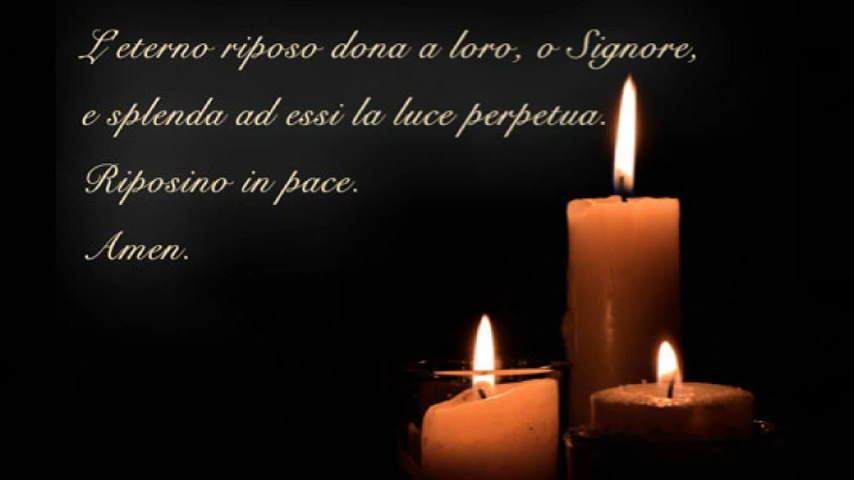 L'eterno riposo dona a loro, o Signore,
e splenda ad essi la luce perpetua.
Riposino in pace.
Amen.